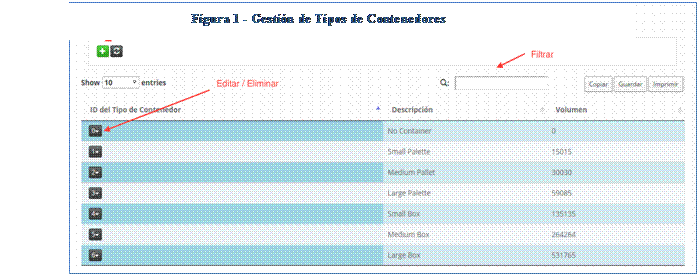 Figura 1 - Gestión de Tipos de Contenedores
Filtrar
Show 10 entries
Editar / Eliminar
Copiar Guardar Imprimir
ID del Tipo de Contenedor Descripción Volumen
0 No Container 0
1 Small Palette 15015
2 Medium Pallet 30030
3 Large Palette 59085
4 Small Box 135135
5 Medium Box 264264
6 Large Box 531765